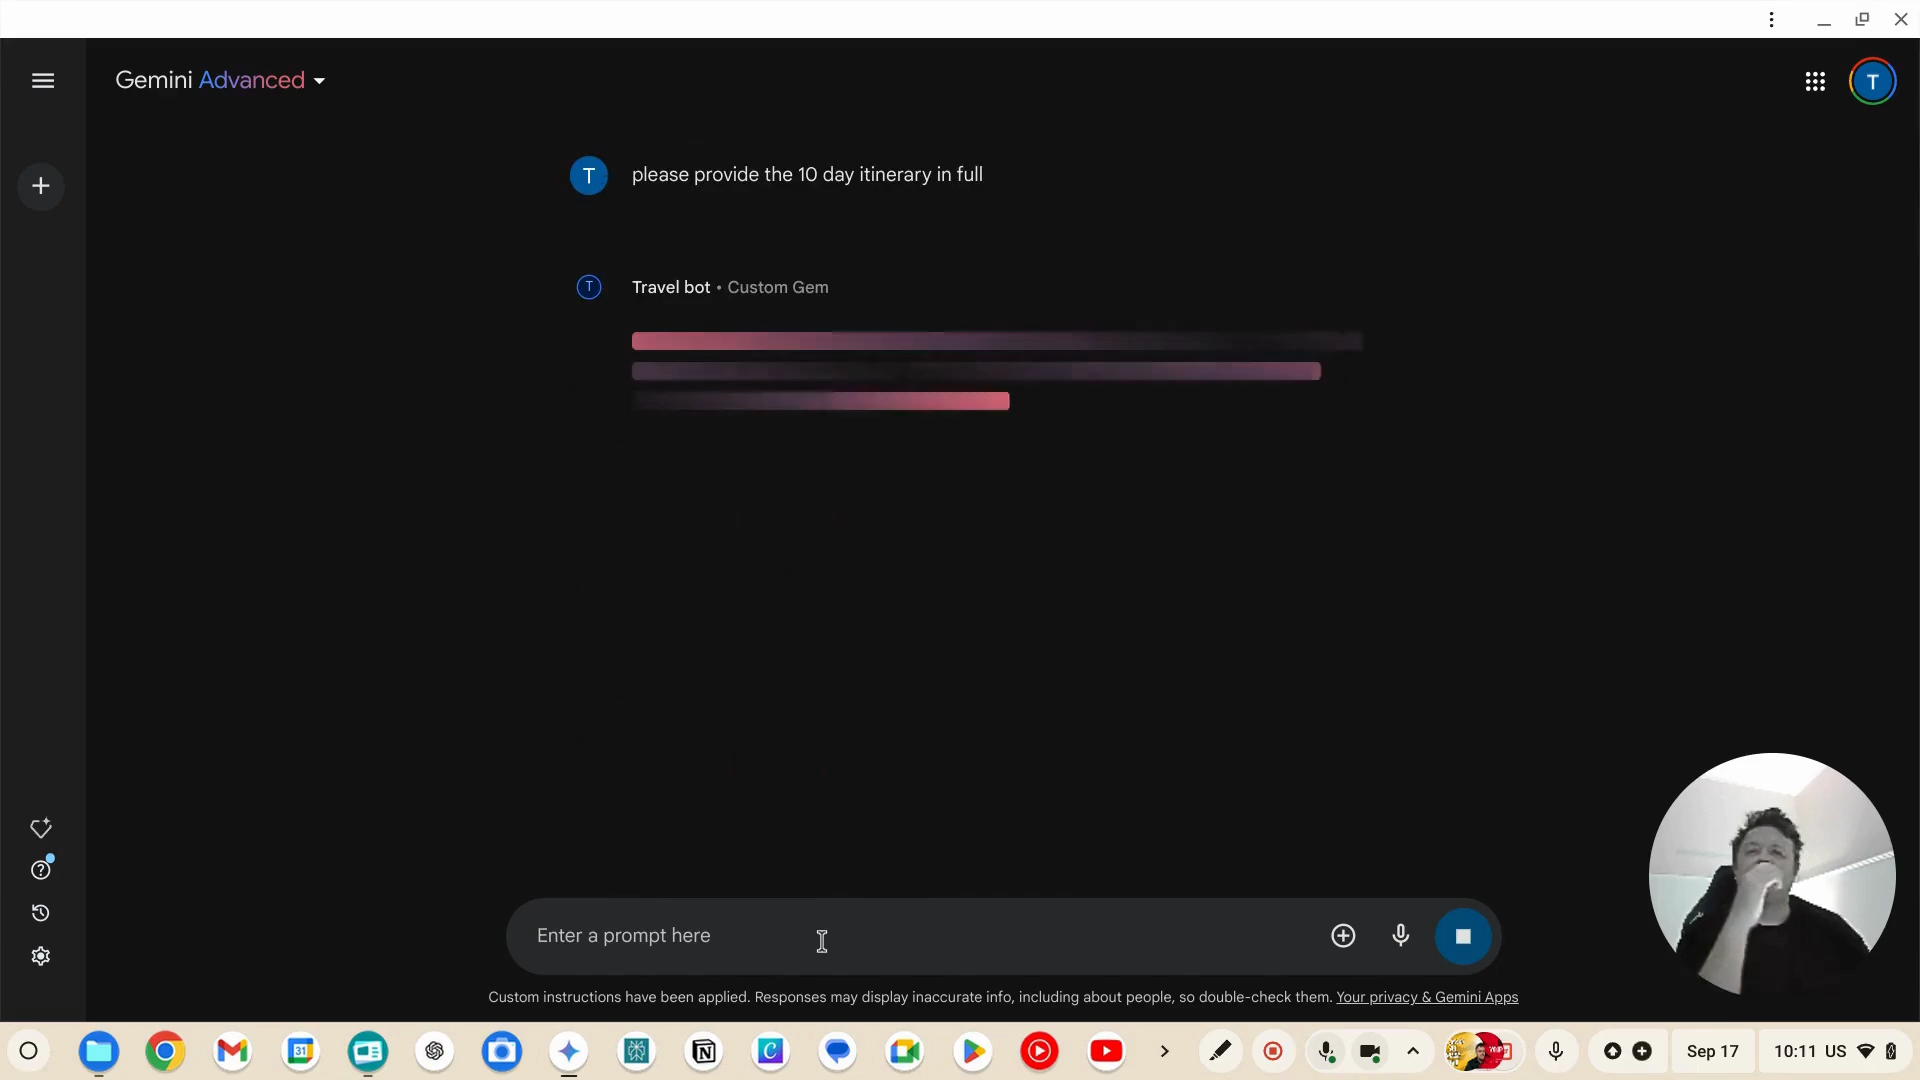 Gemini Advanced
T
T please provide the 10 day itinerary in full
T Travel bot • Custom Gem
Enter a prompt here
Custom instructions have been applied. Responses may display inaccurate info, including about people, so double-check them. Your privacy & Gemini Apps
31
Sep 17
10:11 US